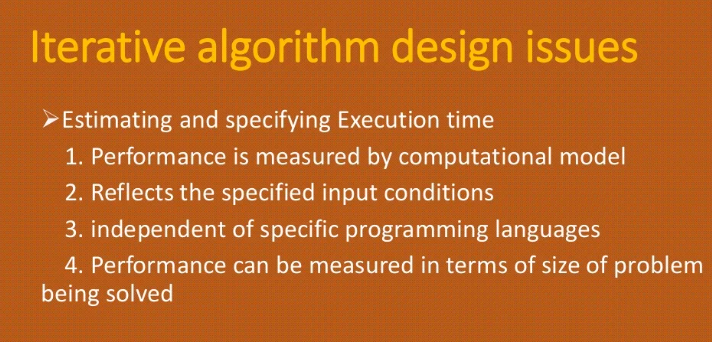 Iterative algorithm design issues
➢Estimating and specifying Execution time
1. Performance is measured by computational model
2. Reflects the specified input conditions
3. independent of specific programming languages
4. Performance can be measured in terms of size of problem
being solved